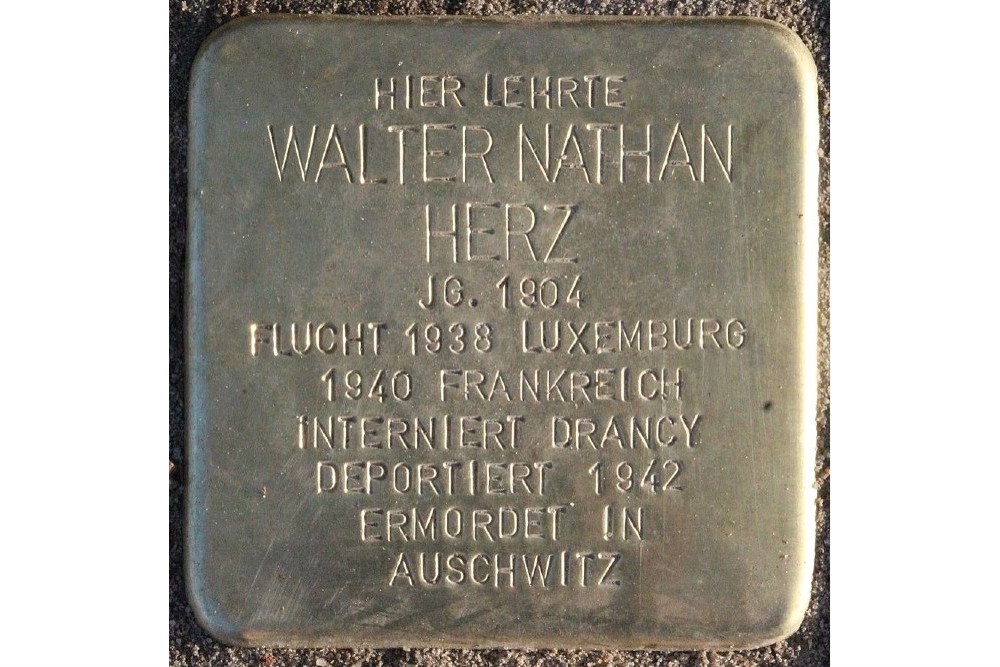 HIER LEHRTE
WALTER NATHAN
HERZ
JG. 1904
FLUCHT 1938 LUXEMBURG
1940 FRANKREICH
INTERNIERT DRANCY
DEPORTIERT 1942
ERMORDET IN
AUSCHWITZ